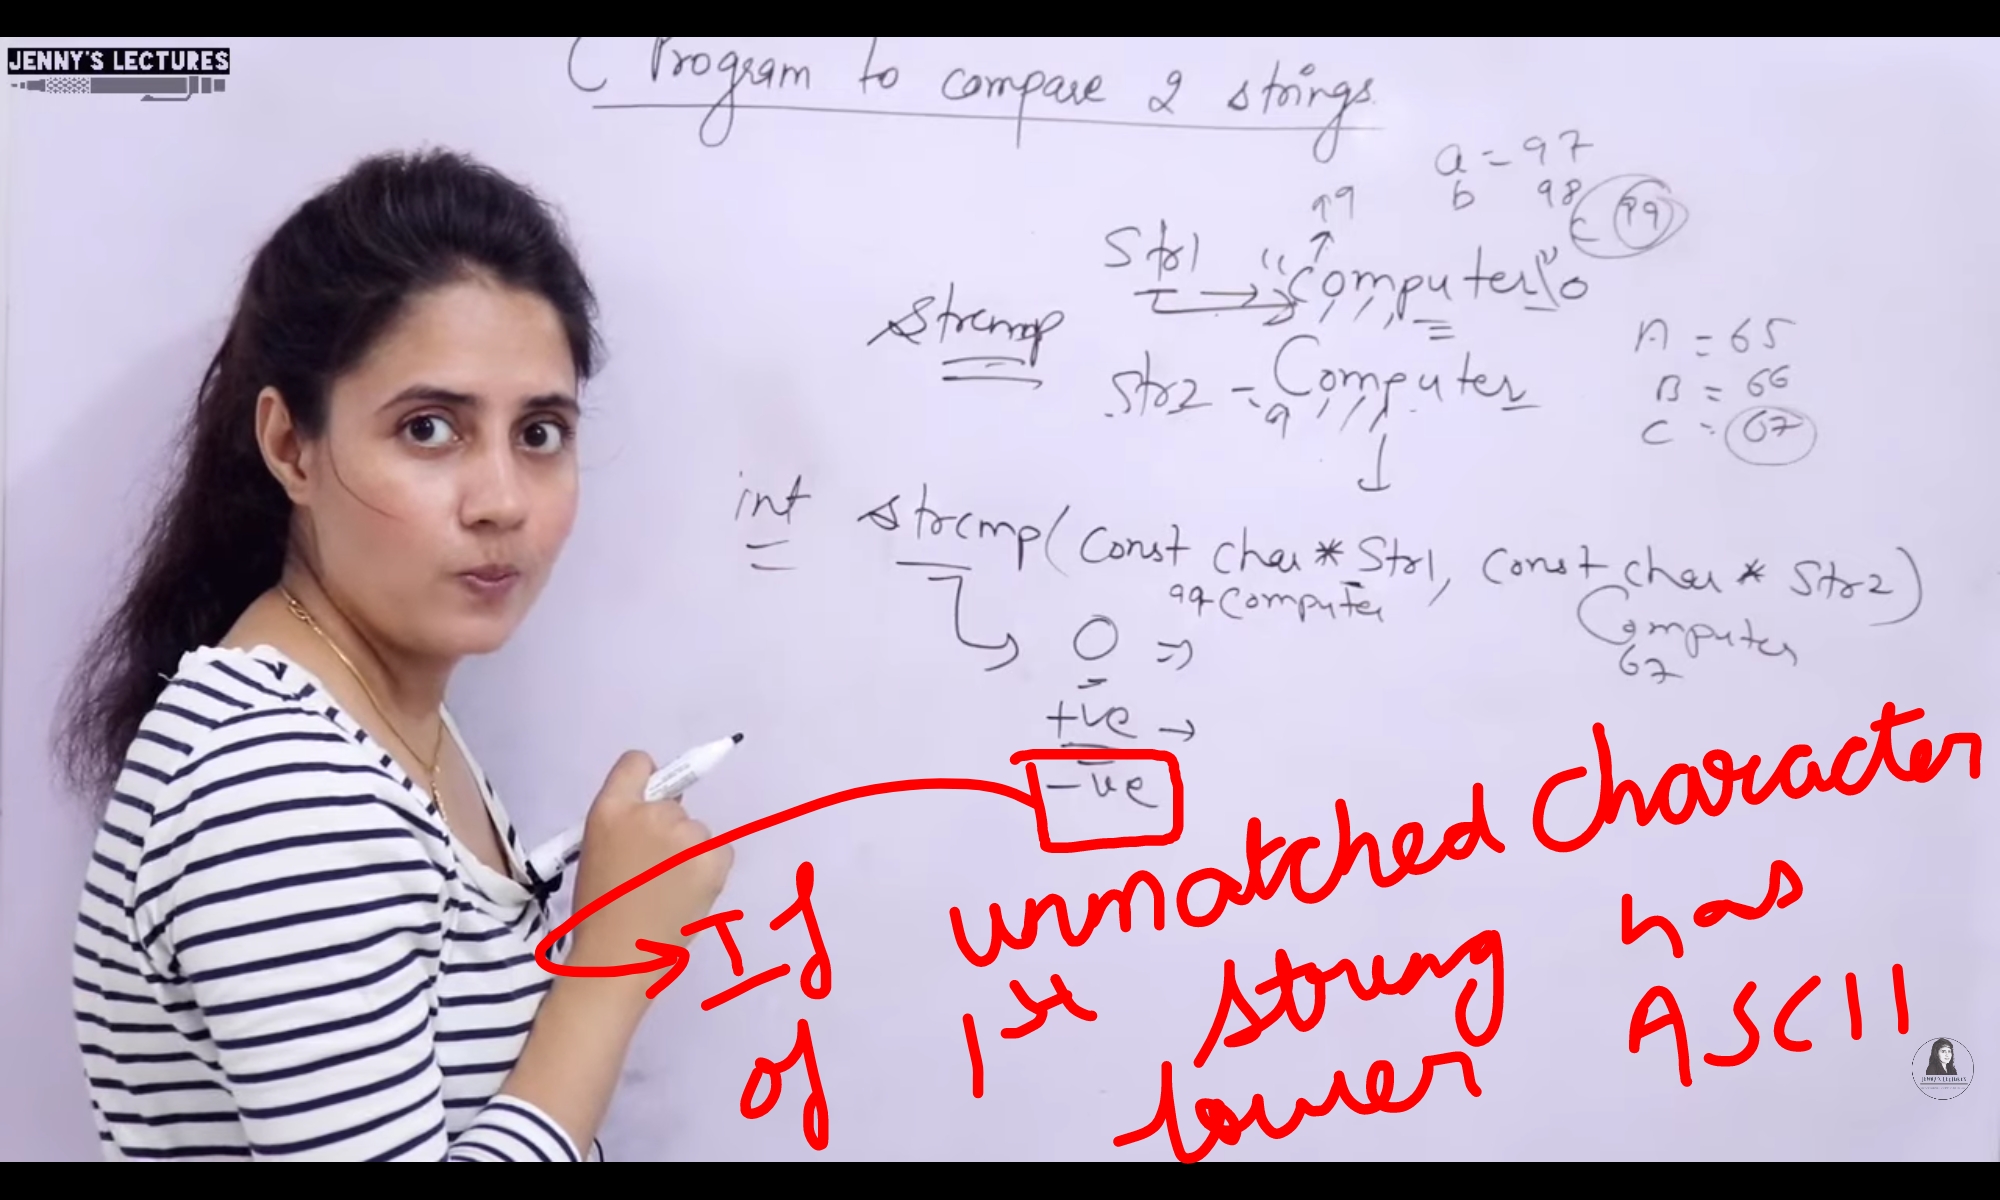 JENNY'S LECTURES
C Program to compare 2 strings.
a = 97
b 98
c 99
99
Str1 "computer"\0
strcmp
Str2 - Computer
A = 65
B = 66
C = 67
int strcmp(const char * Str1, const char * Str2)
99 computer
Computer
67
0 =>
+ve →
-ve
If unmatched character
of 1st string has
lower ASCII
JENNY'S LECTURES